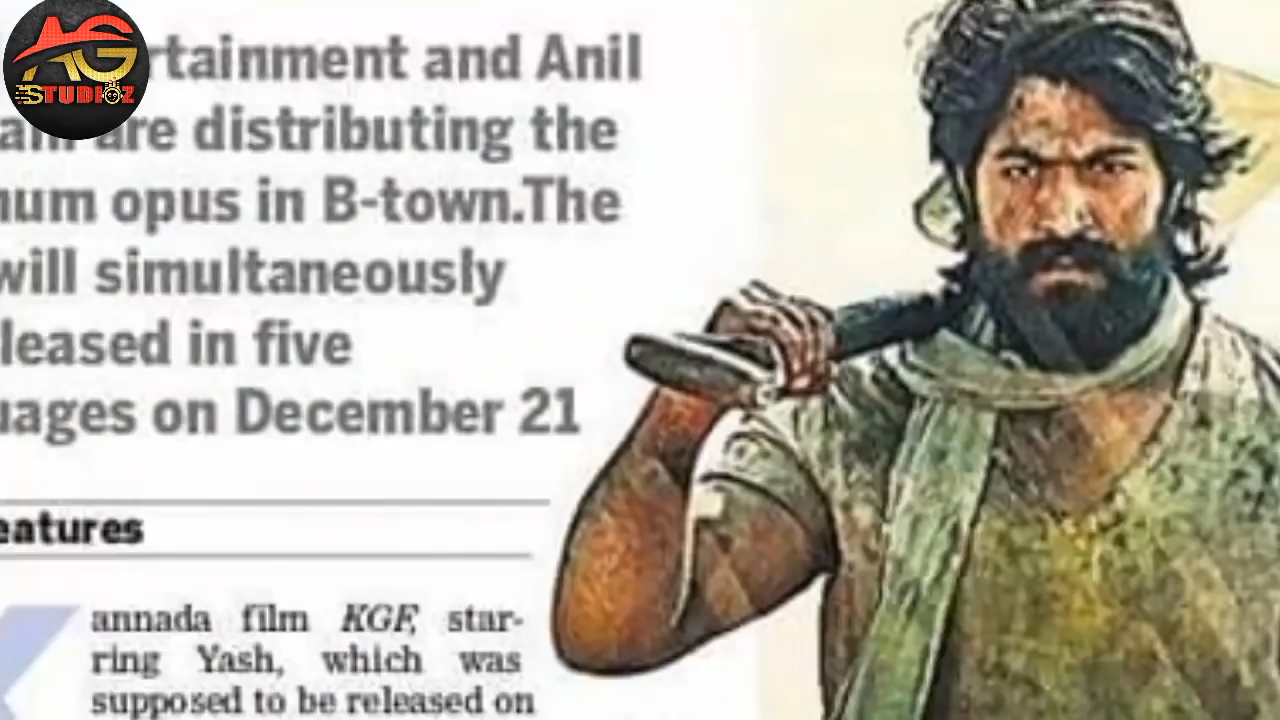 AG
STUDIOZ
rtainment and Anil
are distributing the
num opus in B-town.The
will simultaneously
leased in five
uages on December 21
eatures
annada film KGF, star-
ring Yash, which was
supposed to be released on